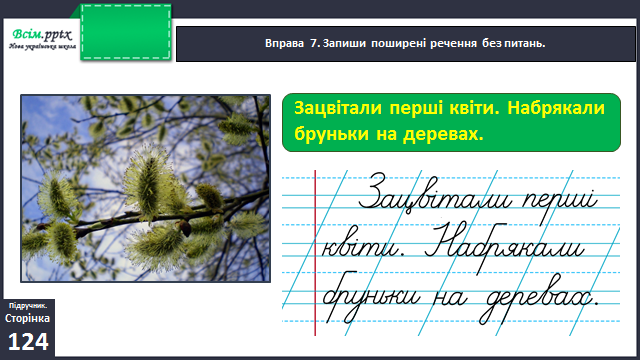 Всім.pptx
Нова українська школа
Вправа 7. Запиши поширені речення без питань.
Зацвітали перші квіти. Набрякали
бруньки на деревах.
Зацвітали перші
квіти. Набрякали
бруньки на деревах.
Підручник.
Сторінка
124